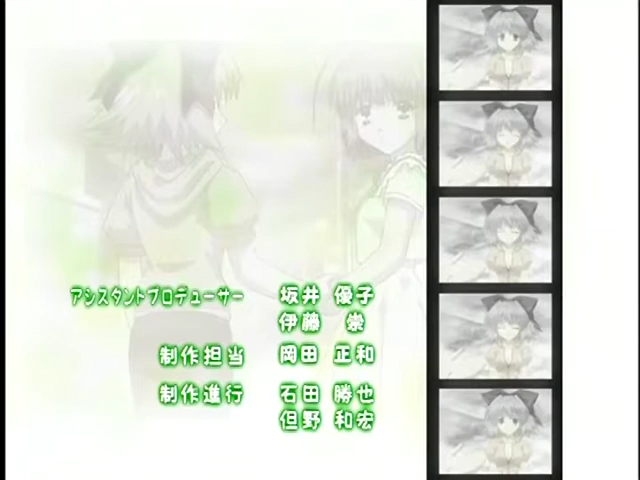 アシスタントプロデューサー 坂井 優子
伊藤 崇
制作担当 岡田 正和
制作進行 石田 勝也
但野 和宏